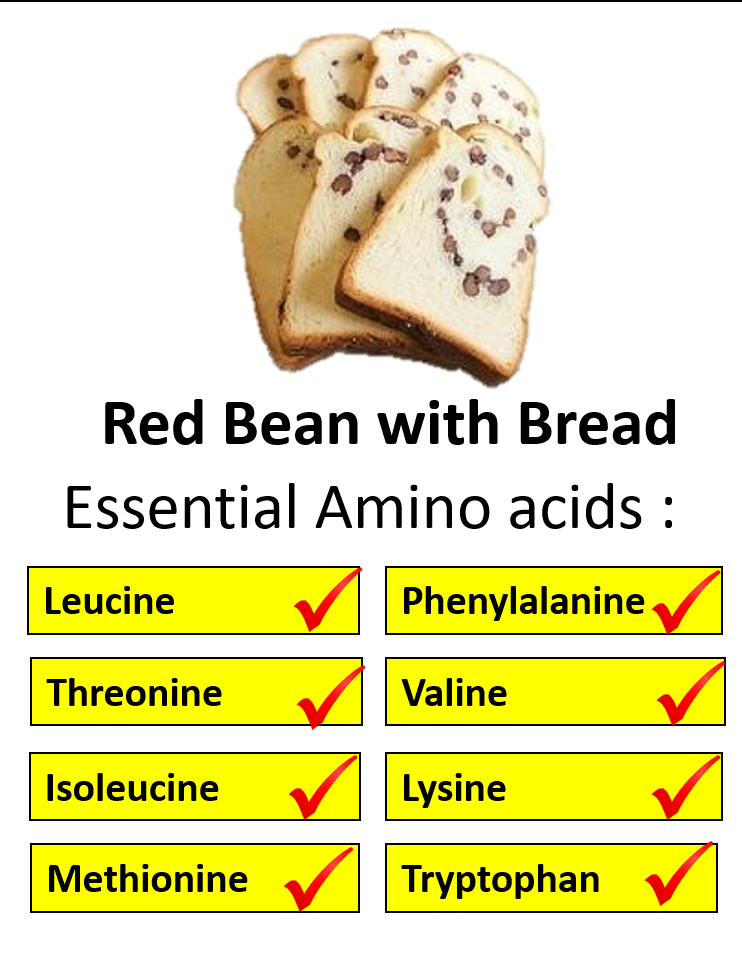 Red Bean with Bread
Essential Amino acids :
Leucine
Phenylalanine
Threonine
Valine
Isoleucine
Lysine
Methionine
Tryptophan